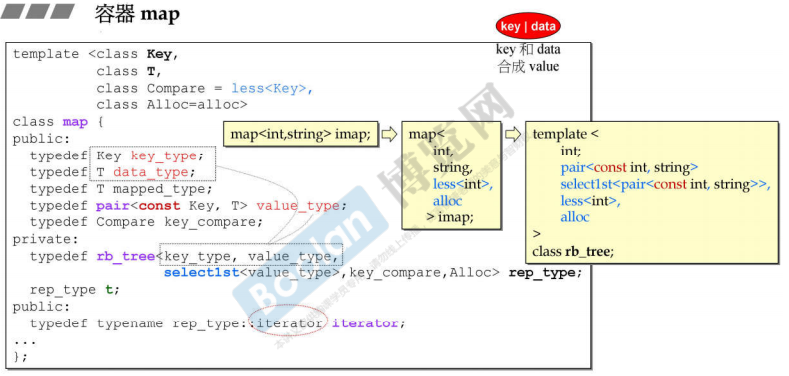 容器 map
key | data
key 和 data
合成 value
template <class Key,
class T,
class Compare = less<Key>,
class Alloc=alloc>
class map {
public:
typedef Key key_type;
typedef T data_type;
typedef T mapped_type;
typedef pair<const Key, T> value_type;
typedef Compare key_compare;
private:
typedef rb_tree<key_type, value_type,
select1st<value_type>,key_compare,Alloc> rep_type;
rep_type t;
public:
typedef typename rep_type::iterator iterator;
...
};
map<int,string> imap;
map<
int,
string,
less<int>,
alloc
> imap;
template <
int;
pair<const int, string>
select1st<pair<const int, string>>,
less<int>,
alloc
>
class rb_tree;
Boolan
博览网